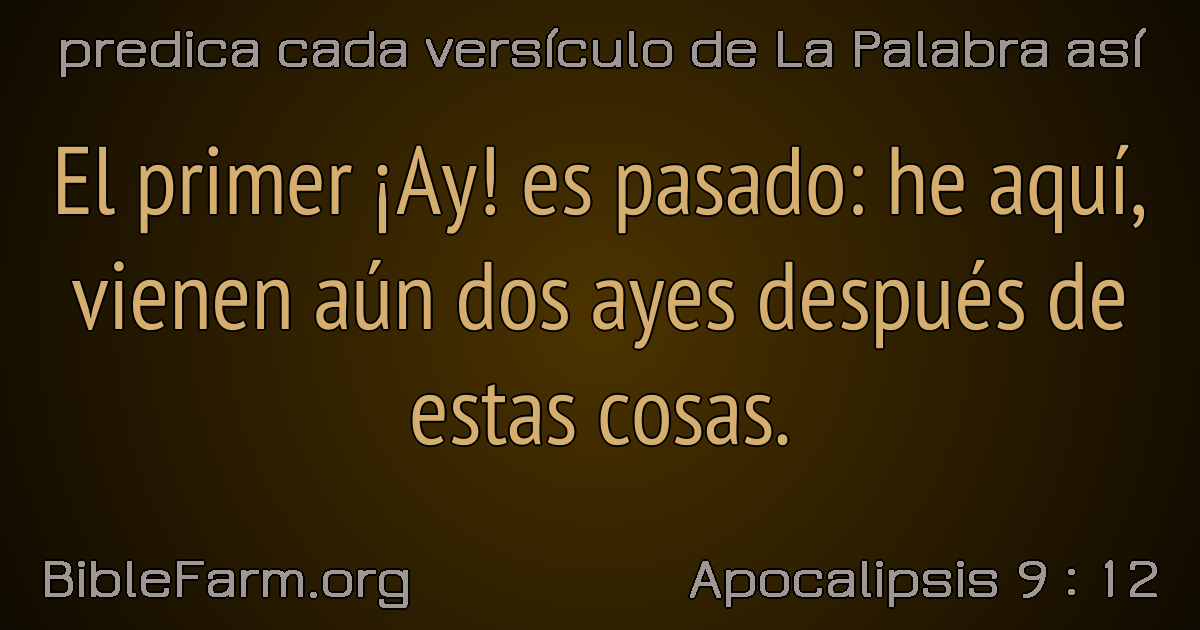 predica cada versículo de La Palabra así
El primer ¡Ay! es pasado: he aquí,
vienen aún dos ayes después de
estas cosas.
BibleFarm.org
Apocalipsis 9 : 12